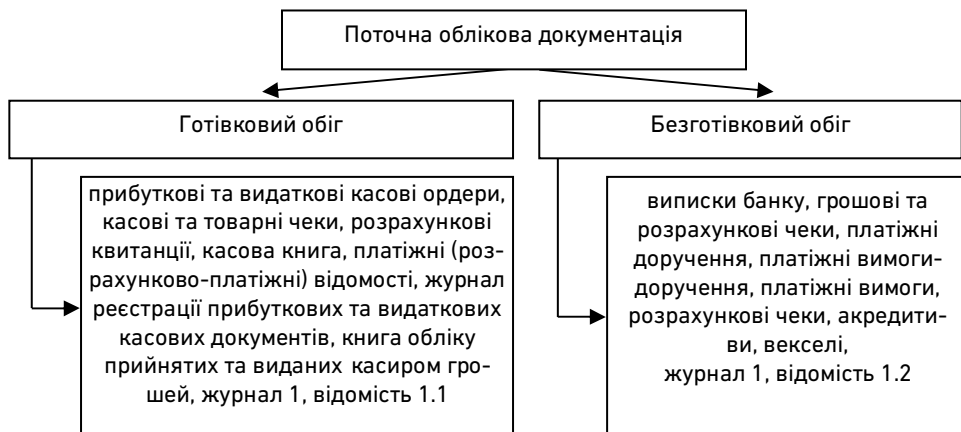 Поточна облікова документація
Готівковий обіг
Безготівковий обіг
прибуткові та видаткові касові ордери,
касові та товарні чеки, розрахункові
квитанції, касова книга, платіжні (роз-
рахунково-платіжні) відомості, журнал
реєстрації прибуткових та видаткових
касових документів, книга обліку
прийнятих та виданих касиром гро-
шей, журнал 1, відомість 1.1
виписки банку, грошові та
розрахункові чеки, платіжні
доручення, платіжні вимоги-
доручення, платіжні вимоги,
розрахункові чеки, акредити-
ви, векселі,
журнал 1, відомість 1.2